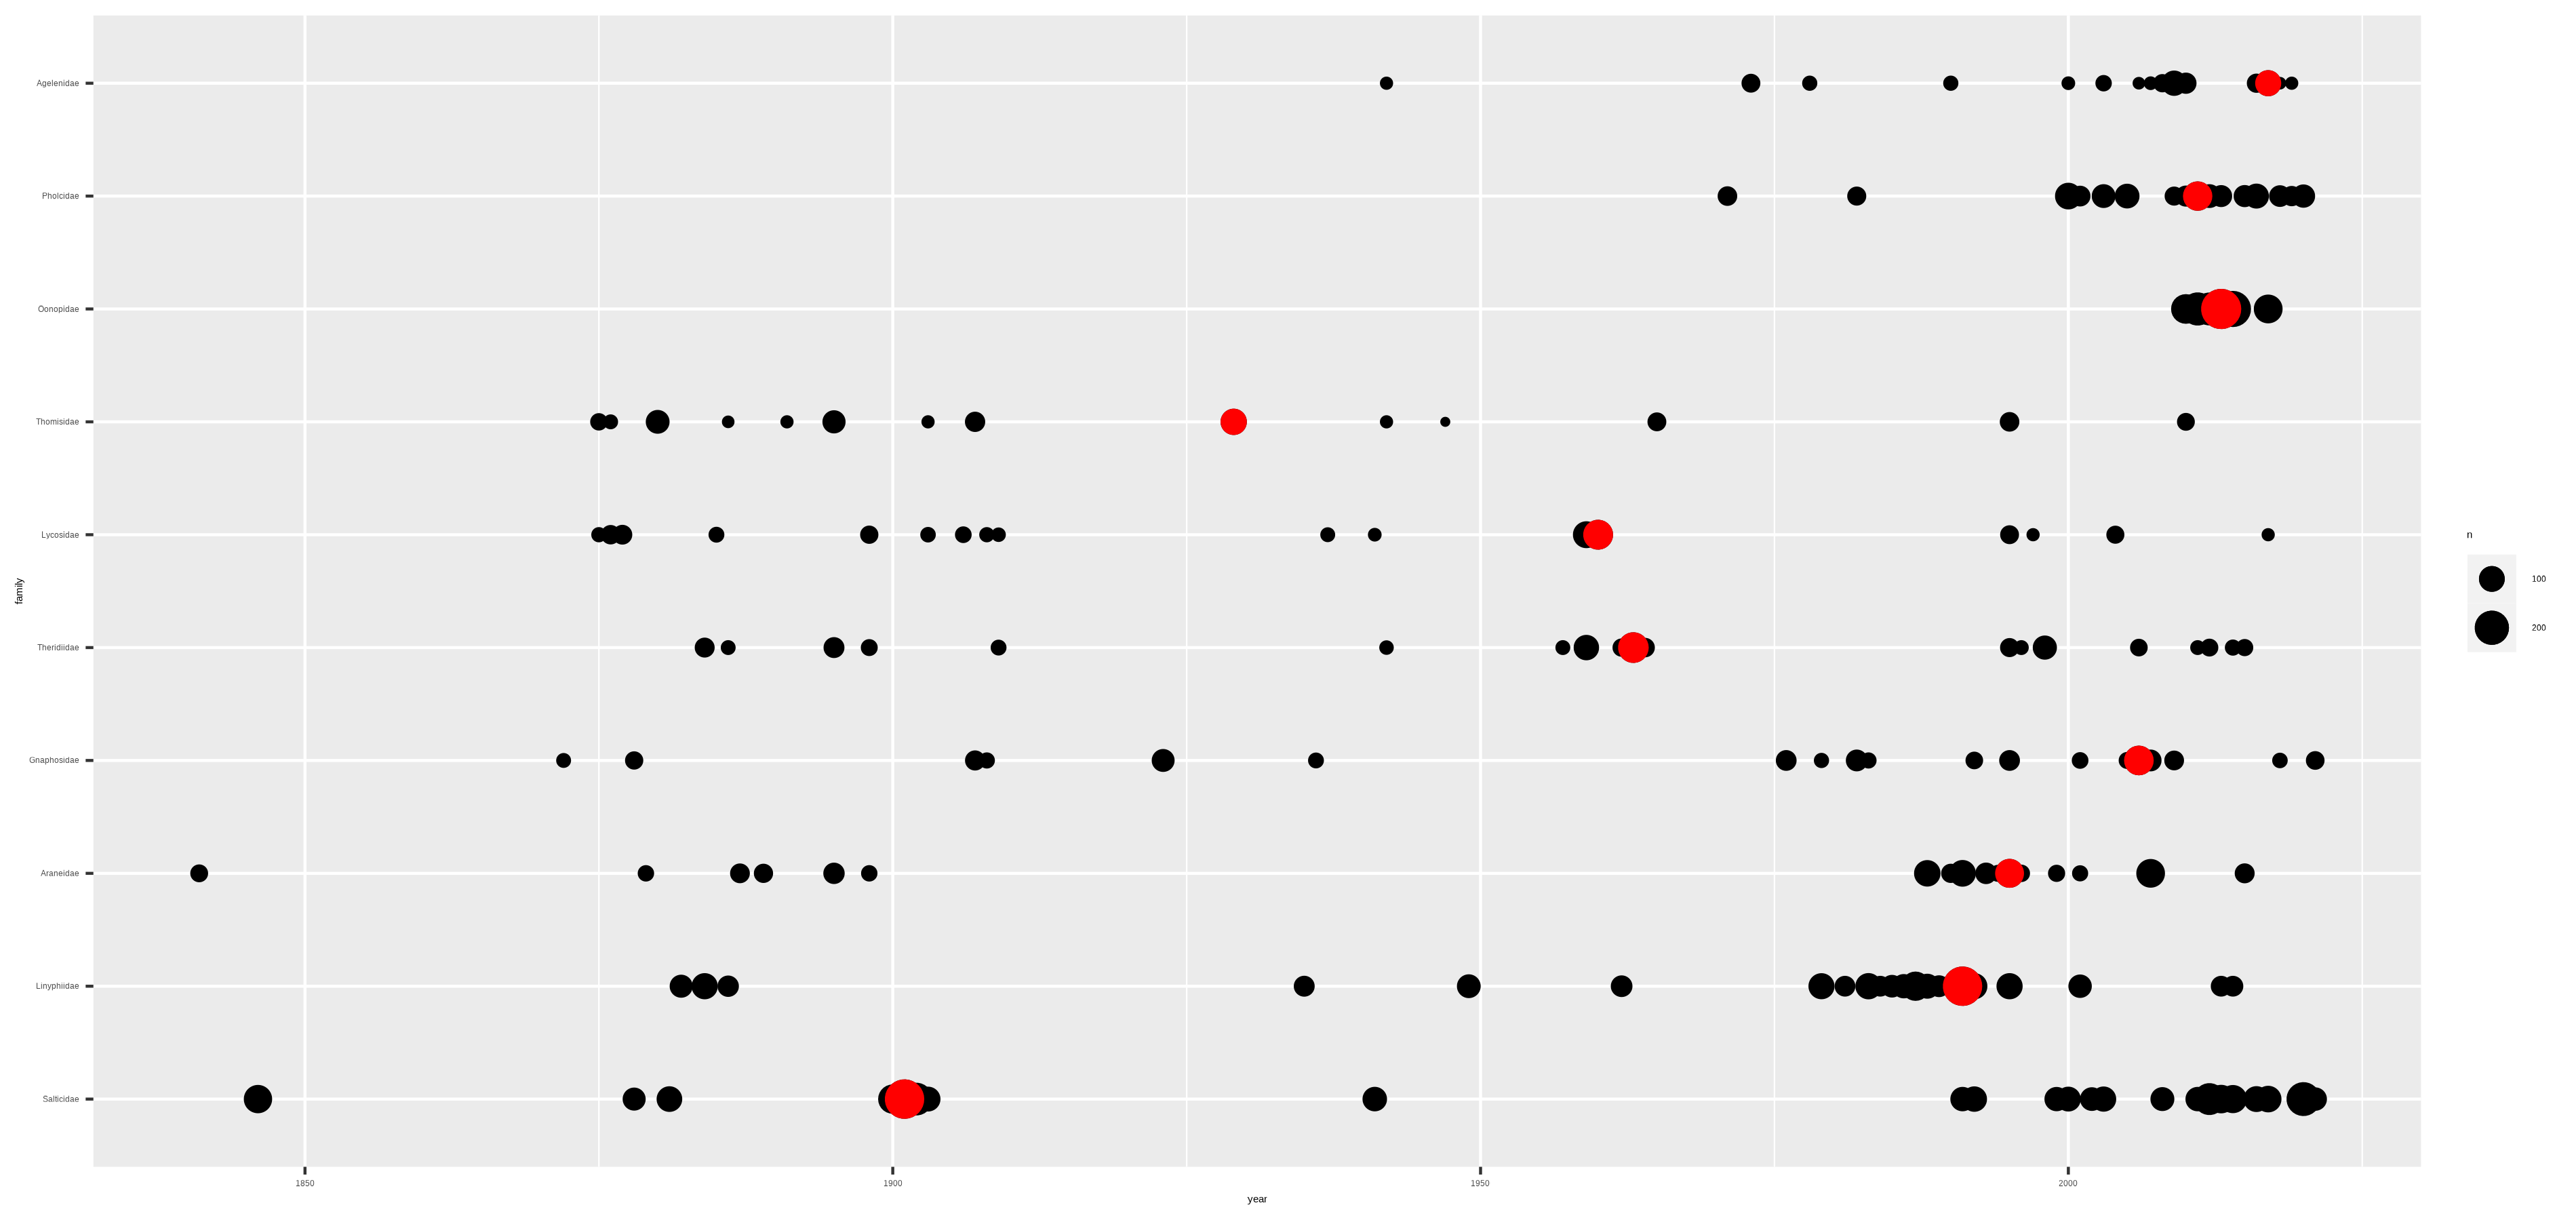 Agelenidae
Pholcidae
Oonopidae
Thomisidae
Lycosidae
Theridiidae
Gnaphosidae
Araneidae
Linyphiidae
Salticidae
family
1850
1900
1950
2000
year
n
100
200